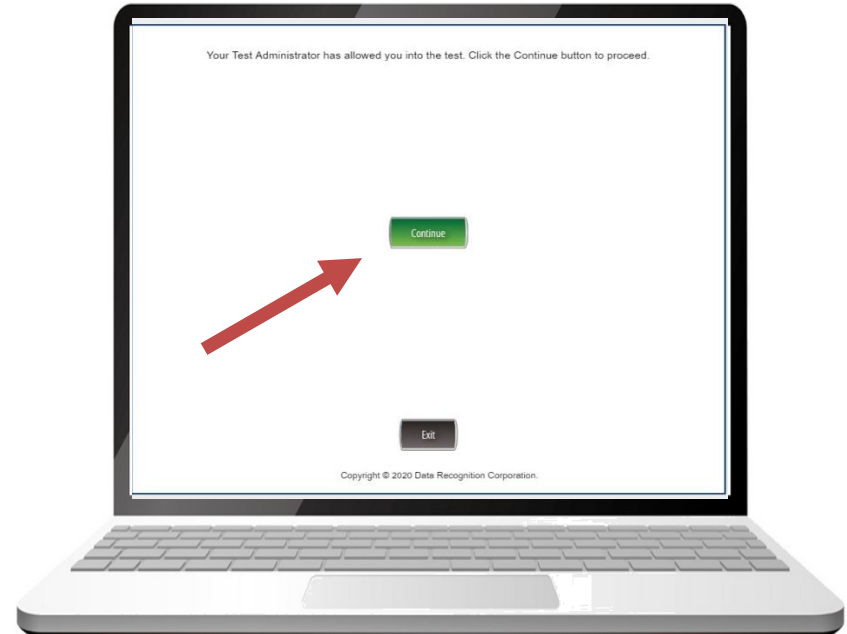 Your Test Administrator has allowed you into the test. Click the Continue button to proceed.
Continue
Exit
Copyright © 2020 Data Recognition Corporation.